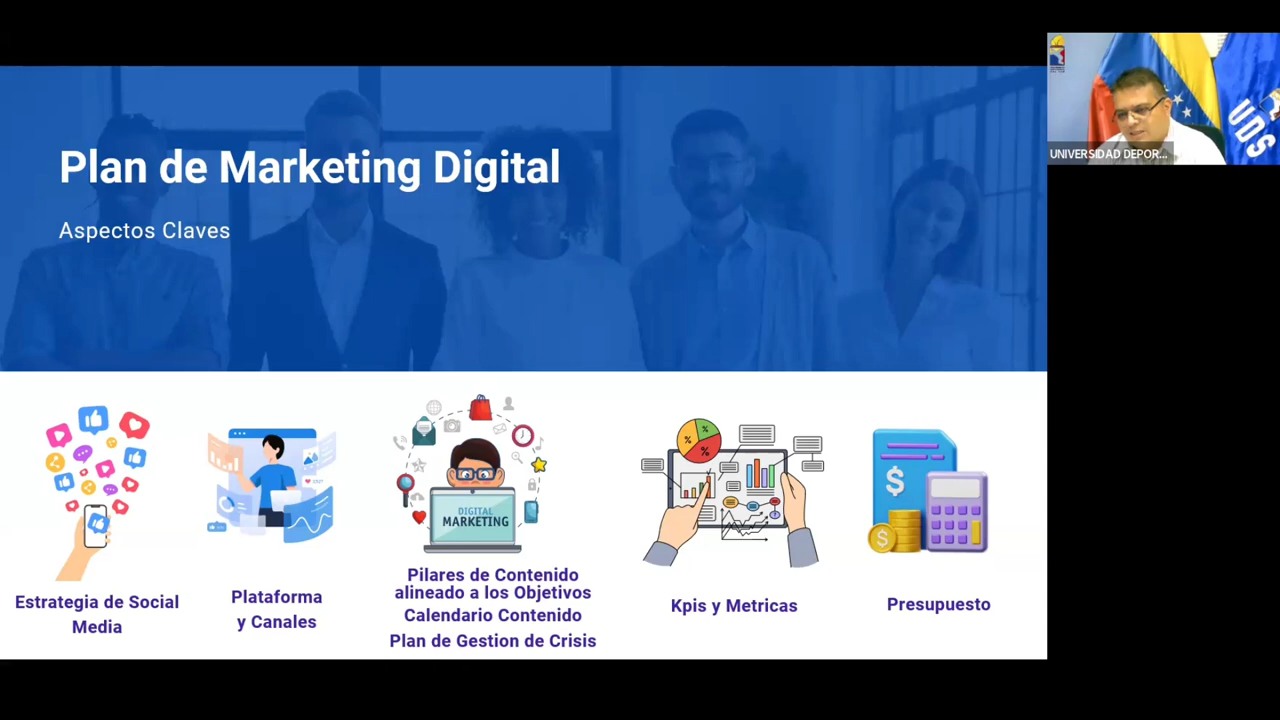 Plan de Marketing Digital
Aspectos Claves
UNIVERSIDAD DEPOR...
UDS
DIGITAL
MARKETING
Estrategia de Social
Media
Plataforma
y Canales
Pilares de Contenido
alineado a los Objetivos
Calendario Contenido
Plan de Gestion de Crisis
Kpis y Metricas
Presupuesto
%
%
%
$
$